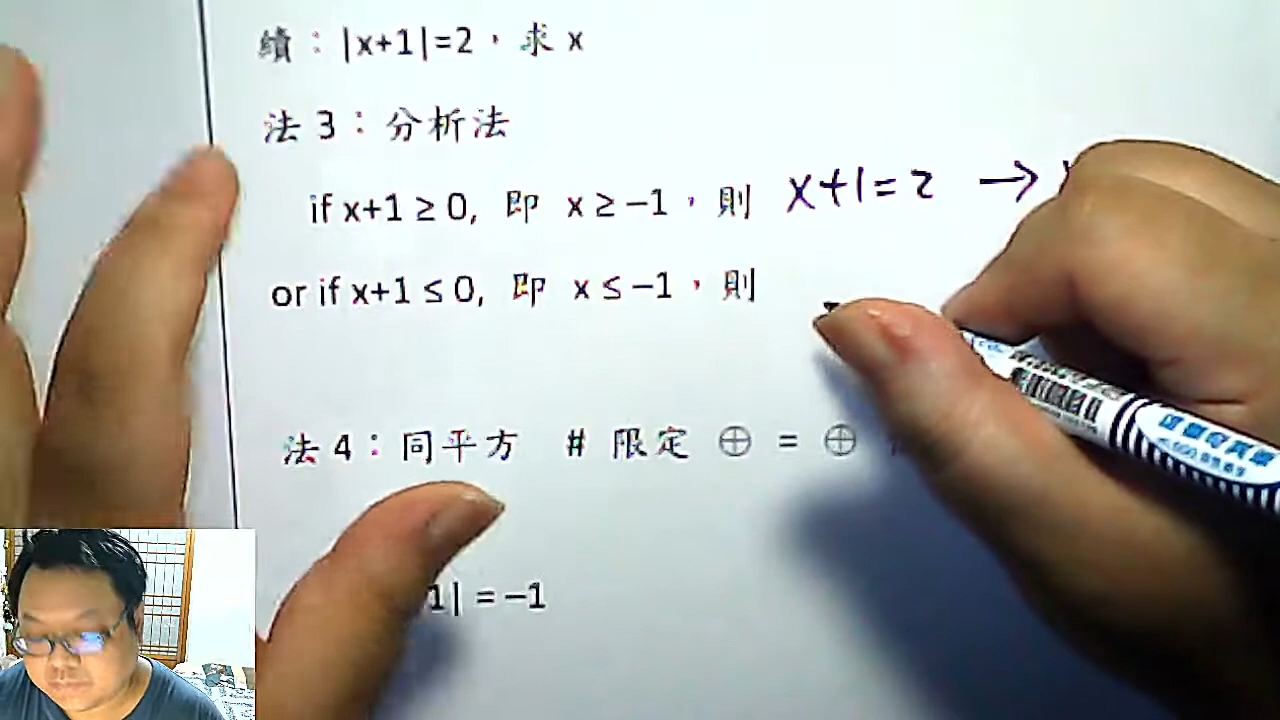 續：|x+1|=2，求 x
法 3：分析法
if x+1 ≥ 0, 即 x ≥ −1，則 x+1=2 →
or if x+1 ≤ 0, 即 x ≤ −1，則
法 4：同平方 # 限定 ⊕ = ⊕
1| = −1